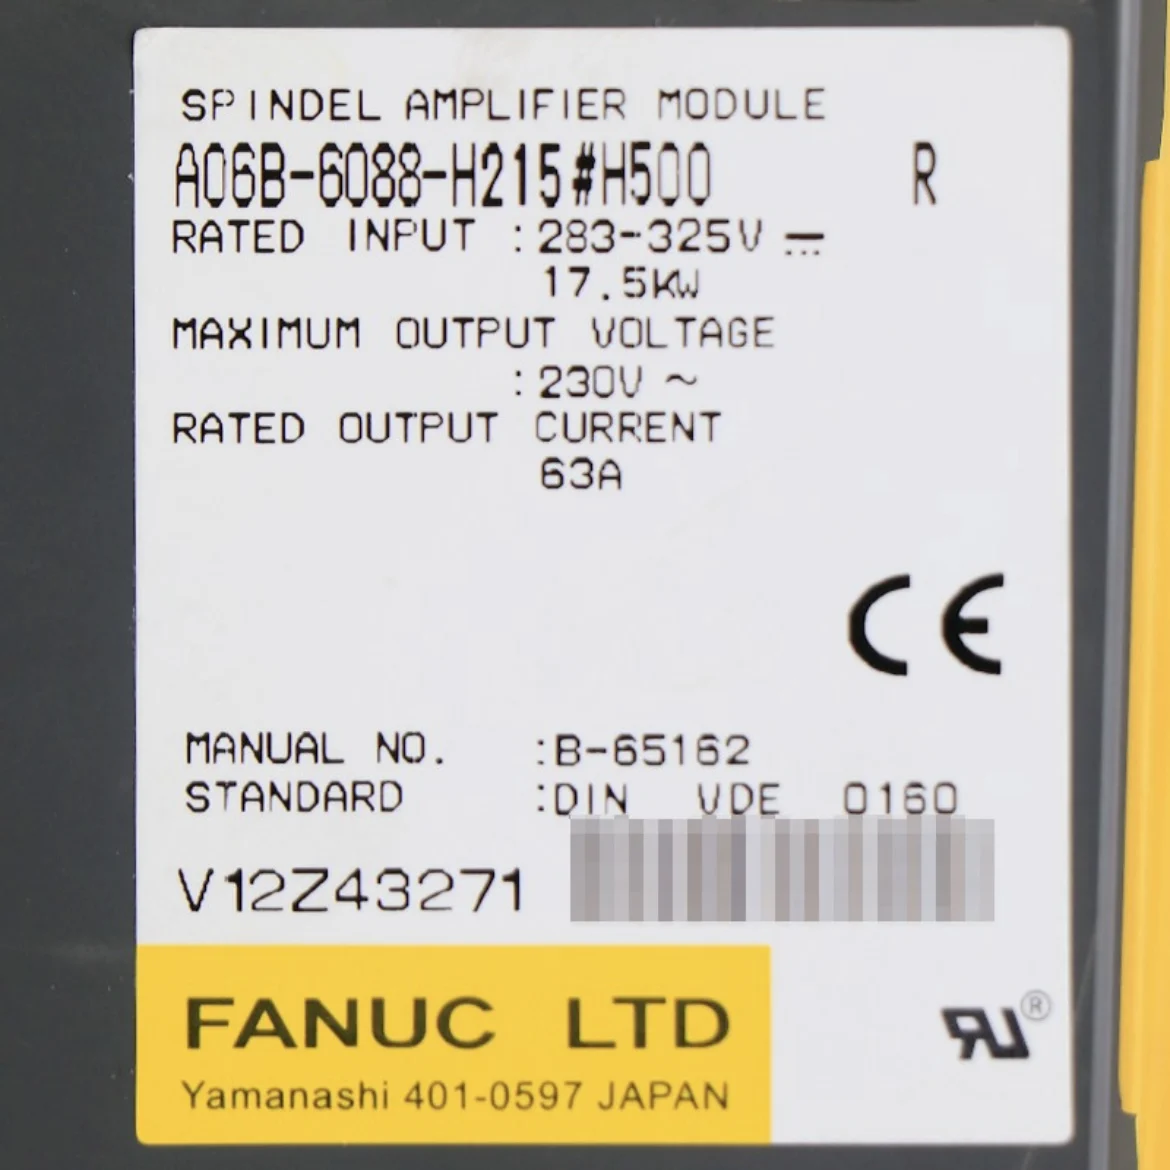 SPINDEL AMPLIFIER MODULE
A06B-6088-H215#H500 R
RATED INPUT :283-325V ⎓
17.5KW
MAXIMUM OUTPUT VOLTAGE
:230V ~
RATED OUTPUT CURRENT
63A
CE
MANUAL NO. :B-65162
STANDARD :DIN VDE 0160
V12Z43271
FANUC LTD
Yamanashi 401-0597 JAPAN
RU®